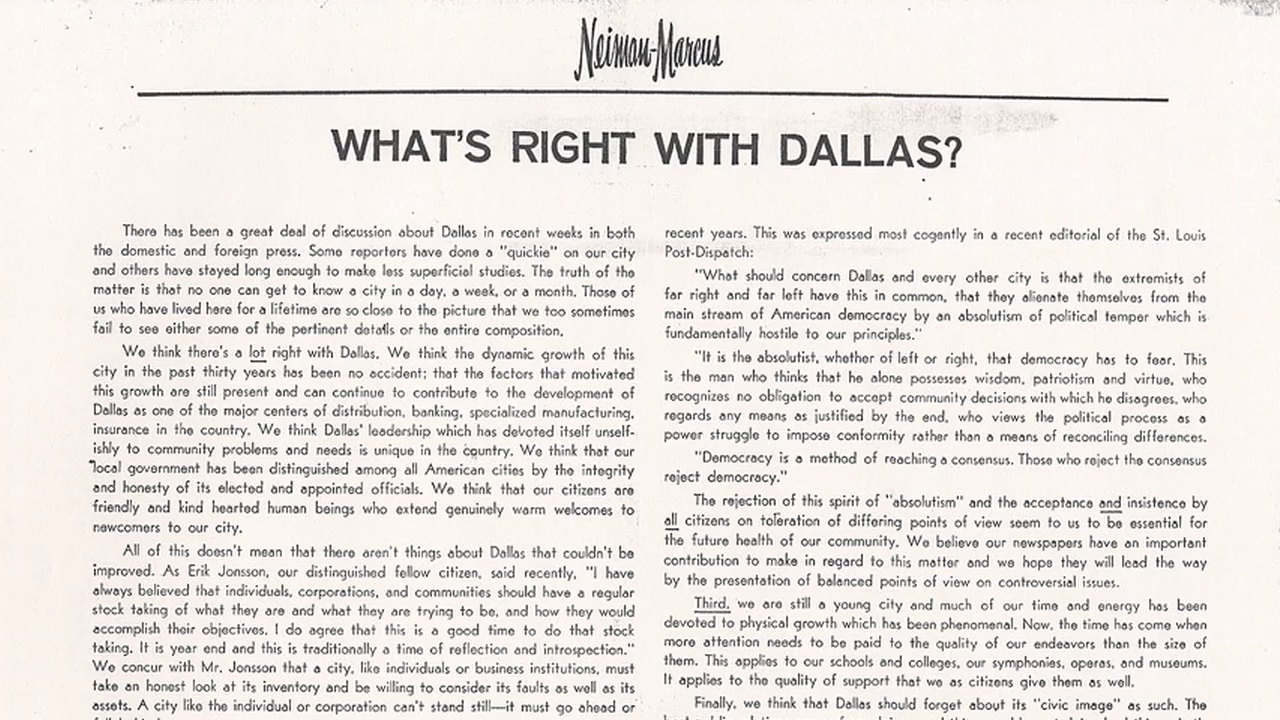 Neiman-Marcus
WHAT'S RIGHT WITH DALLAS?
There has been a great deal of discussion about Dallas in recent weeks in both
the domestic and foreign press. Some reporters have done a "quickie" on our city
and others have stayed long enough to make less superficial studies. The truth of the
matter is that no one can get to know a city in a day, a week, or a month. Those of
us who have lived here for a lifetime are so close to the picture that we too sometimes
fail to see either some of the pertinent details or the entire composition.
We think there's a lot right with Dallas. We think the dynamic growth of this
city in the past thirty years has been no accident; that the factors that motivated
this growth are still present and can continue to contribute to the development of
Dallas as one of the major centers of distribution, banking, specialized manufacturing,
insurance in the country. We think Dallas' leadership which has devoted itself unself-
ishly to community problems and needs is unique in the country. We think that our
local government has been distinguished among all American cities by the integrity
and honesty of its elected and appointed officials. We think that our citizens are
friendly and kind hearted human beings who extend genuinely warm welcomes to
newcomers to our city.
All of this doesn't mean that there aren't things about Dallas that couldn't be
improved. As Erik Jonsson, our distinguished fellow citizen, said recently, "I have
always believed that individuals, corporations, and communities should have a regular
stock taking of what they are and what they are trying to be, and how they would
accomplish their objectives. I do agree that this is a good time to do that stock
taking. It is year end and this is traditionally a time of reflection and introspection."
We concur with Mr. Jonsson that a city, like individuals or business institutions, must
take an honest look at its inventory and be willing to consider its faults as well as its
assets. A city like the individual or corporation can't stand still—it must go ahead or
recent years. This was expressed most cogently in a recent editorial of the St. Louis
Post-Dispatch:
"What should concern Dallas and every other city is that the extremists of
far right and far left have this in common, that they alienate themselves from the
main stream of American democracy by an absolutism of political temper which is
fundamentally hostile to our principles."
"It is the absolutist, whether of left or right, that democracy has to fear. This
is the man who thinks that he alone possesses wisdom, patriotism and virtue, who
recognizes no obligation to accept community decisions with which he disagrees, who
regards any means as justified by the end, who views the political process as a
power struggle to impose conformity rather than a means of reconciling differences.
"Democracy is a method of reaching a consensus. Those who reject the consensus
reject democracy."
The rejection of this spirit of "absolutism" and the acceptance and insistence by
all citizens on toleration of differing points of view seem to us to be essential for
the future health of our community. We believe our newspapers have an important
contribution to make in regard to this matter and we hope they will lead the way
by the presentation of balanced points of view on controversial issues.
Third, we are still a young city and much of our time and energy has been
devoted to physical growth which has been phenomenal. Now, the time has come when
more attention needs to be paid to the quality of our endeavors than the size of
them. This applies to our schools and colleges, our symphonies, operas, and museums.
It applies to the quality of support that we as citizens give them as well.
Finally, we think that Dallas should forget about its "civic image" as such. The